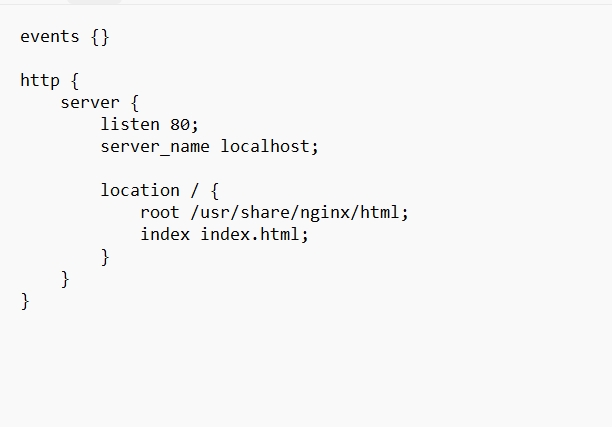 events {}

http {
    server {
        listen 80;
        server_name localhost;

        location / {
            root /usr/share/nginx/html;
            index index.html;
        }
    }
}